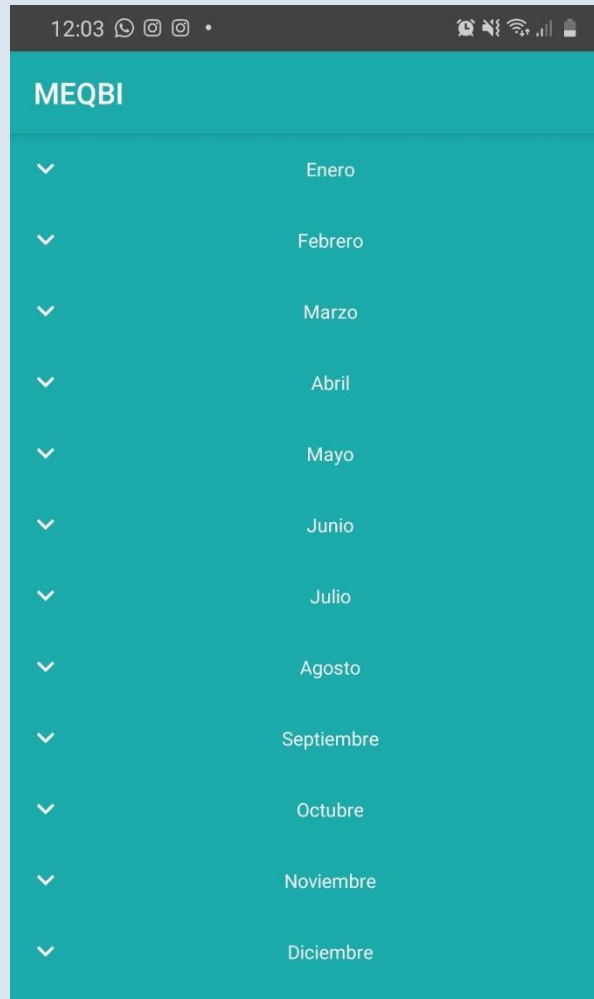 12:03
MEQBI
Enero
Febrero
Marzo
Abril
Mayo
Junio
Julio
Agosto
Septiembre
Octubre
Noviembre
Diciembre